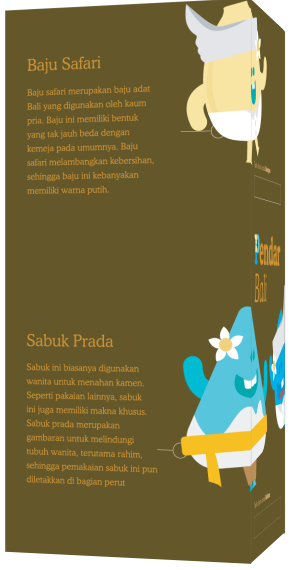 Baju Safari
Baju safari merupakan baju adat
Bali yang digunakan oleh kaum
pria. Baju ini memiliki bentuk
yang tak jauh beda dengan
kemeja pada umumnya. Baju
safari melambangkan kebersihan,
sehingga baju ini kebanyakan
memiliki warna putih.
Pendar
Bali
Sabuk Prada
Sabuk ini biasanya digunakan
wanita untuk menahan kamen.
Seperti pakaian lainnya, sabuk
ini juga memiliki makna khusus.
Sabuk prada merupakan
gambaran untuk melindungi
tubuh wanita, terutama rahim,
sehingga pemakaian sabuk ini pun
diletakkan di bagian perut